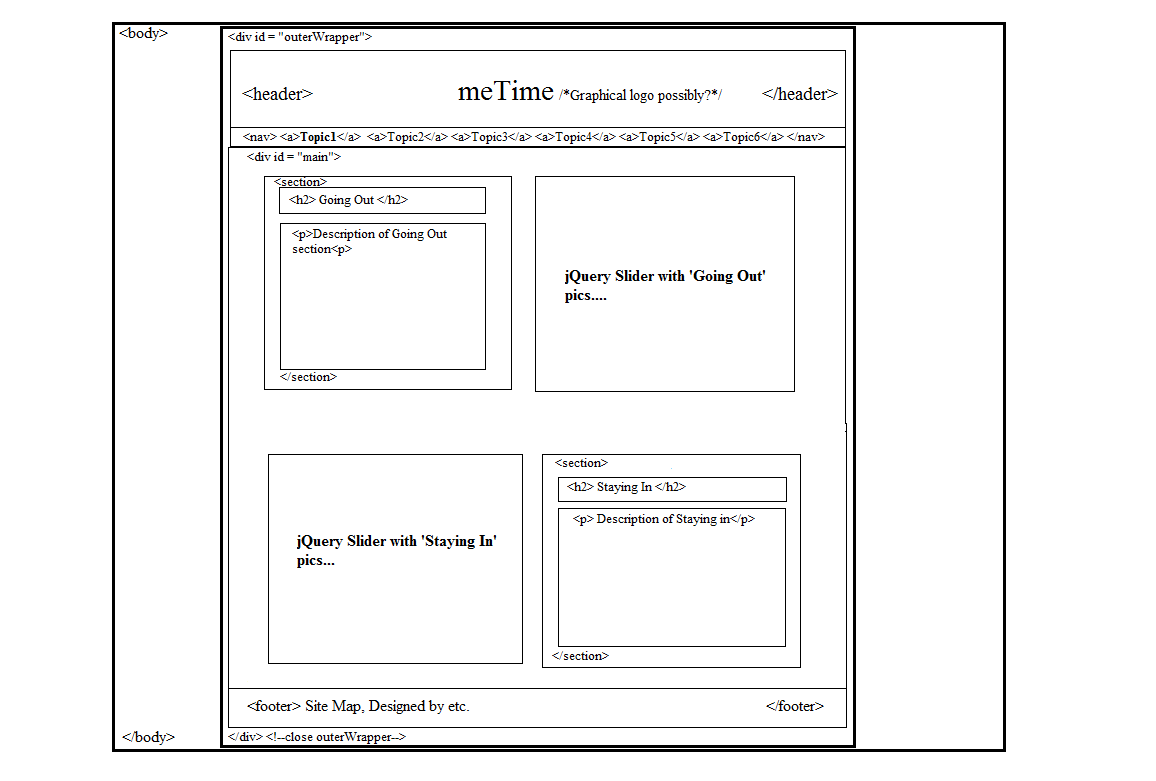 <body>
<div id = "outerWrapper">
<header> meTime /*Graphical logo possibly?*/ </header>
<nav> <a>Topic1</a> <a>Topic2</a> <a>Topic3</a> <a>Topic4</a> <a>Topic5</a> <a>Topic6</a> </nav>
<div id = "main">
<section>
<h2> Going Out </h2>
<p>Description of Going Out
section<p>
</section>
jQuery Slider with 'Going Out'
pics....
jQuery Slider with 'Staying In'
pics...
<section>
<h2> Staying In </h2>
<p> Description of Staying in</p>
</section>
<footer> Site Map, Designed by etc. </footer>
</div> <!--close outerWrapper-->
</body>